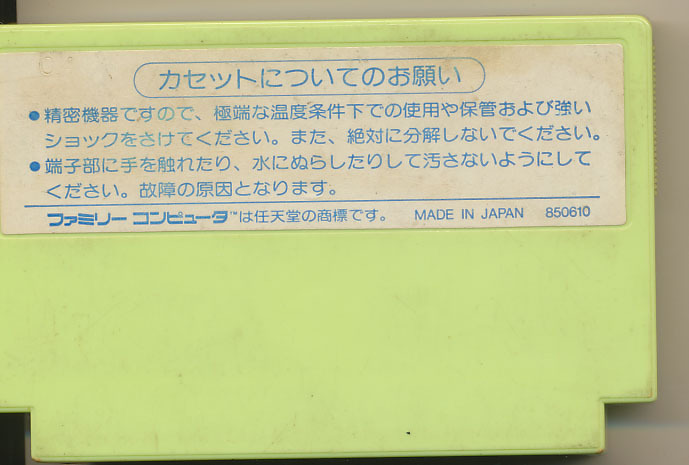 カセットについてのお願い
●精密機器ですので、極端な温度条件下での使用や保管および強い
ショックをさけてください。また、絶対に分解しないでください。
●端子部に手を触れたり、水にぬらしたりして汚さないようにして
ください。故障の原因となります。
ファミリー コンピュータ™は任天堂の商標です。 MADE IN JAPAN 850610